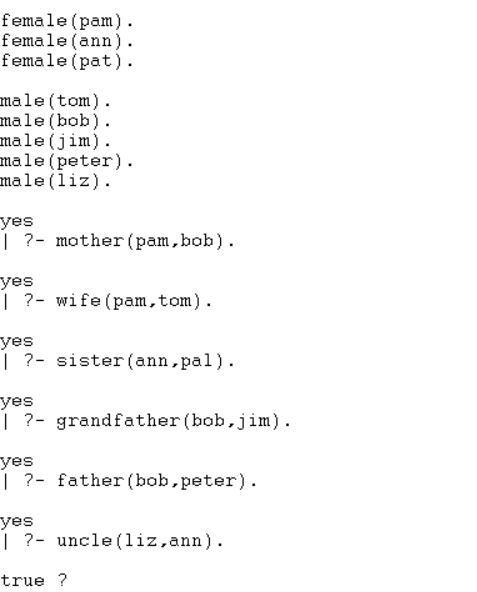 female(pam).
female(ann).
female(pat).
male(tom).
male(bob).
male(jim).
male(peter).
male(liz).
yes
| ?- mother(pam,bob).
yes
| ?- wife(pam,tom).
yes
| ?- sister(ann,pal).
yes
| ?- grandfather(bob,jim).
yes
| ?- father(bob,peter).
yes
| ?- uncle(liz,ann).
true ?